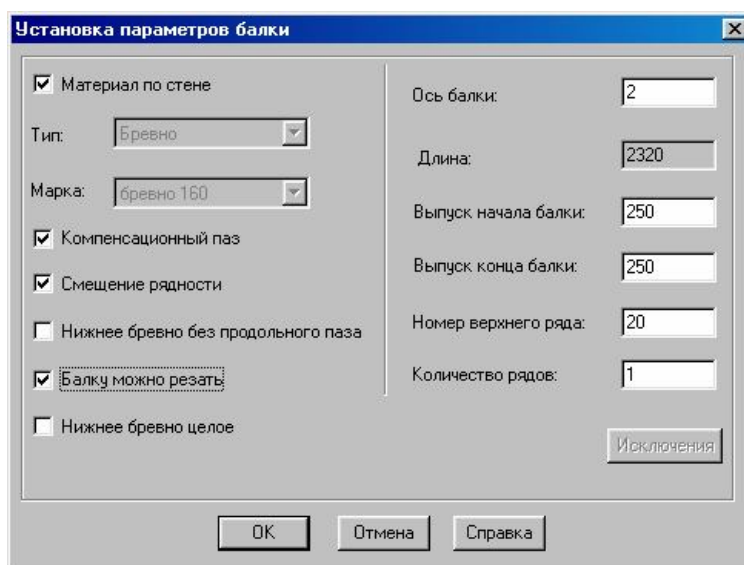 Установка параметров балки
Материал по стене
Тип:
Бревно
Марка:
бревно 160
Компенсационный паз
Смещение рядности
Нижнее бревно без продольного паза
Балку можно резать
Нижнее бревно целое
Ось балки:
2
Длина:
2320
Выпуск начала балки:
250
Выпуск конца балки:
250
Номер верхнего ряда:
20
Количество рядов:
1
Исключения
OK
Отмена
Справка